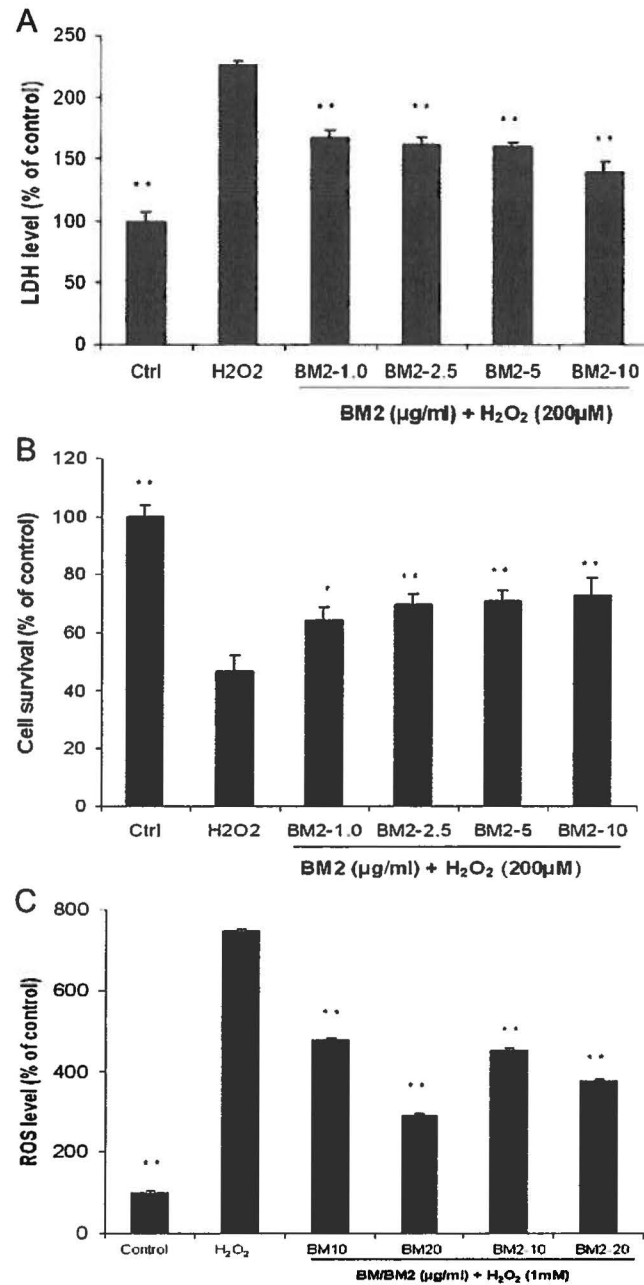 A
LDH level (% of control)
250
200
150
100
50
0
**
**
**
**
**
Ctrl H2O2 BM2-1.0 BM2-2.5 BM2-5 BM2-10
BM2 (µg/ml) + H₂O₂ (200µM)
B
Cell survival (% of control)
120
100
80
60
40
20
0
**
*
**
**
**
Ctrl H2O2 BM2-1.0 BM2-2.5 BM2-5 BM2-10
BM2 (µg/ml) + H₂O₂ (200µM)
C
ROS level (% of control)
800
600
400
200
0
**
**
**
**
**
Control H₂O₂ BM10 BM20 BM2-10 BM2-20
BM/BM2 (µg/ml) + H₂O₂ (1mM)